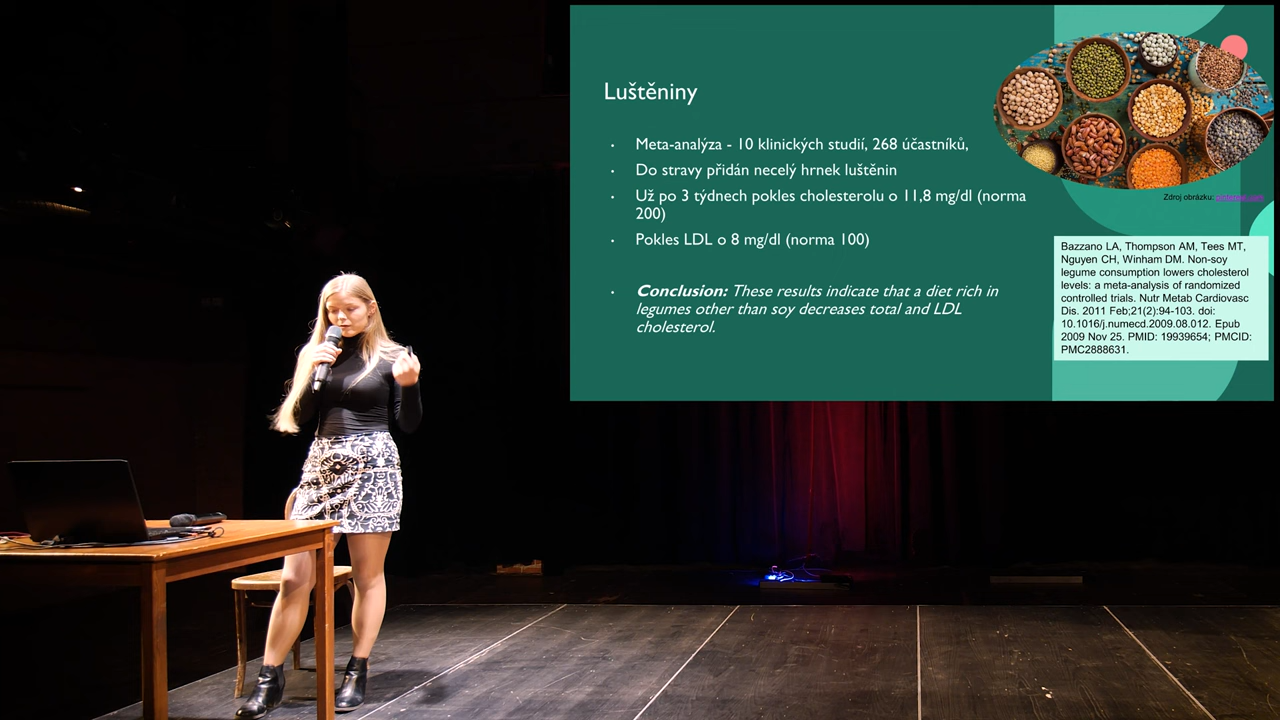 Luštěniny
Meta-analýza - 10 klinických studií, 268 účastníků,
Do stravy přidán necelý hrnek luštěnin
Už po 3 týdnech pokles cholesterolu o 11,8 mg/dl (norma
200)
Pokles LDL o 8 mg/dl (norma 100)
Conclusion: These results indicate that a diet rich in
legumes other than soy decreases total and LDL
cholesterol.
Zdroj obrázku:
Bazzano LA, Thompson AM, Tees MT,
Nguyen CH, Winham DM. Non-soy
legume consumption lowers cholesterol
levels: a meta-analysis of randomized
controlled trials. Nutr Metab Cardiovasc
Dis. 2011 Feb;21(2):94-103. doi:
10.1016/j.numecd.2009.08.012. Epub
2009 Nov 25. PMID: 19939654; PMCID:
PMC2888631.